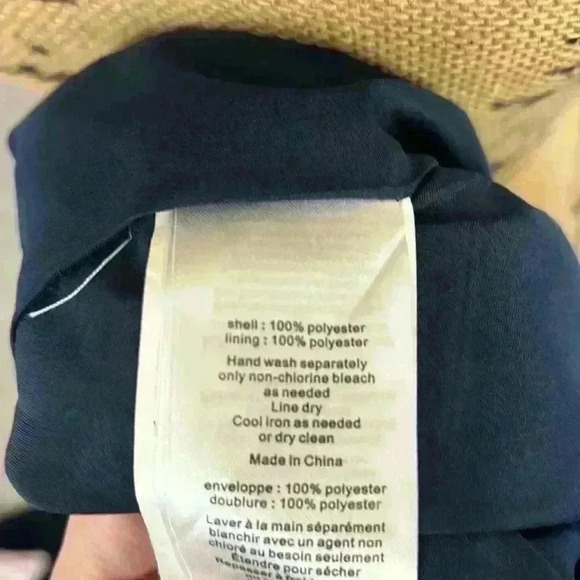 shell : 100% polyester
lining : 100% polyester
Hand wash separately
only non-chlorine bleach
as needed
Line dry
Cool iron as needed
or dry clean
Made in China
enveloppe : 100% polyester
doublure : 100% polyester
Laver à la main séparément
blanchir avec un agent non
chloré au besoin seulement
Étendre pour sécher
Repasser à